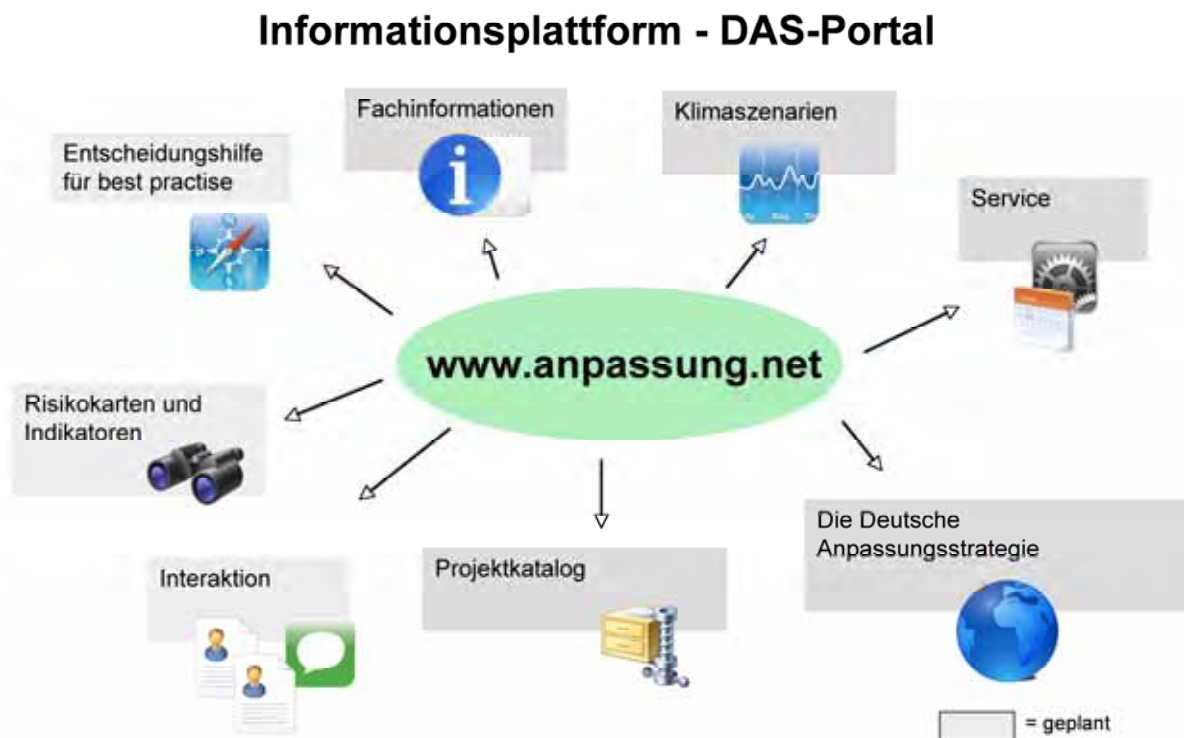 Informationsplattform - DAS-Portal
Fachinformationen
Klimaszenarien
Entscheidungshilfe
für best practise
Service
www.anpassung.net
Risikokarten und
Indikatoren
Die Deutsche
Anpassungsstrategie
Interaktion
Projektkatalog
= geplant